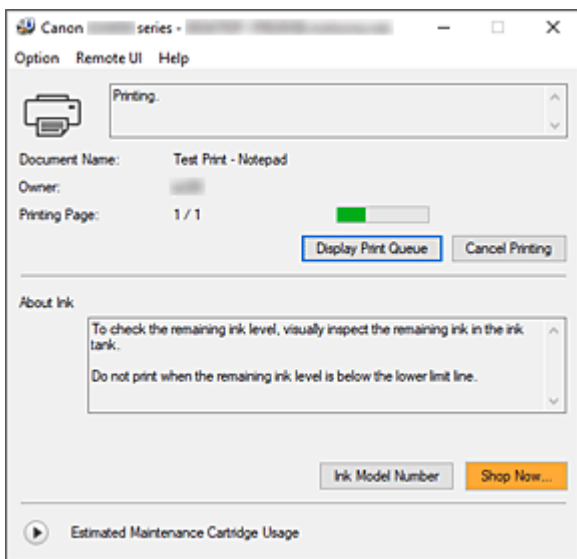 Canon series -
Option Remote UI Help
Printing.
Document Name: Test Print - Notepad
Owner:
Printing Page: 1 / 1
Display Print Queue Cancel Printing
About Ink
To check the remaining ink level, visually inspect the remaining ink in the ink
tank.
Do not print when the remaining ink level is below the lower limit line.
Ink Model Number Shop Now...
Estimated Maintenance Cartridge Usage